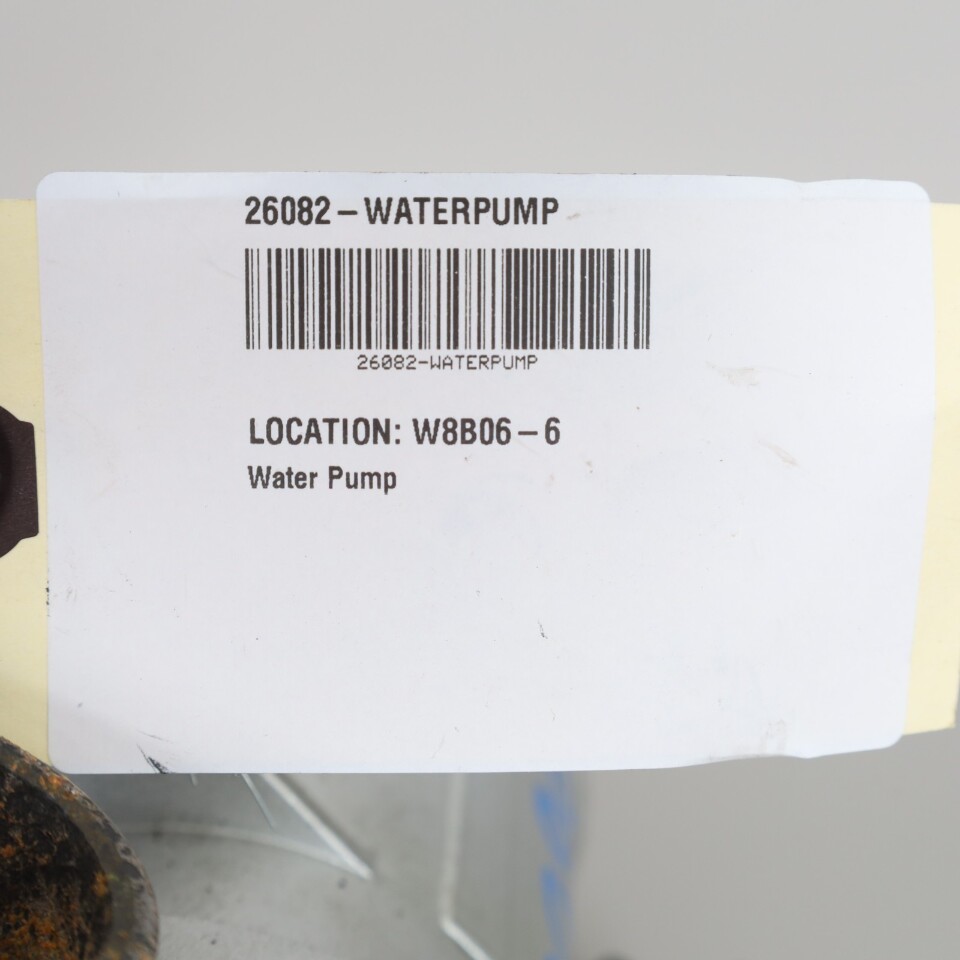 26082-WATERPUMP
26082-WATERPUMP
LOCATION: W8B06-6
Water Pump